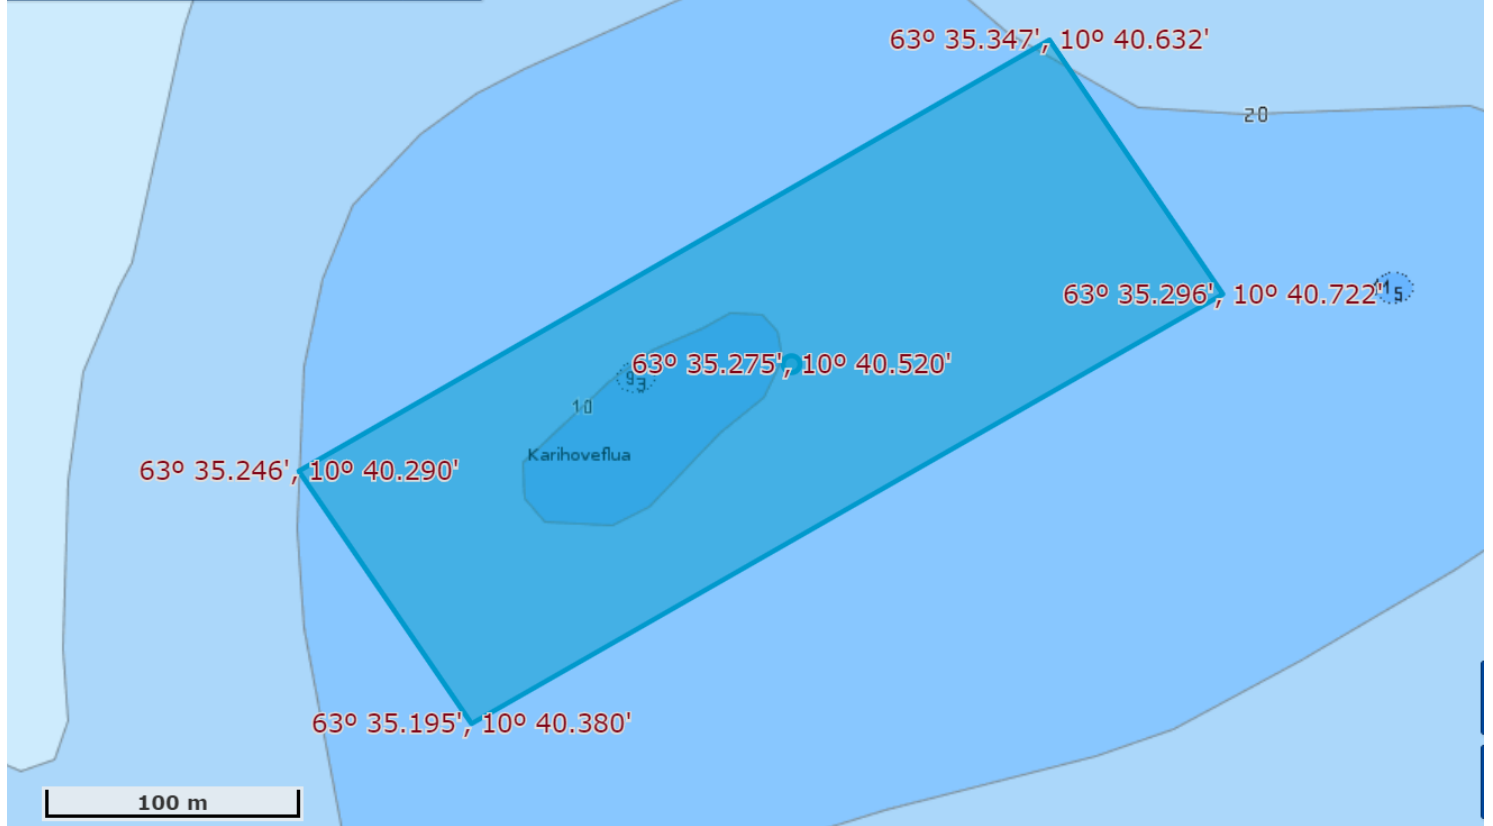 63º 35.347', 10º 40.632'
20
63º 35.296', 10º 40.722'
63º 35.275', 10º 40.520'
93
10
Karihoveflua
63º 35.246', 10º 40.290'
63º 35.195', 10º 40.380'
100 m